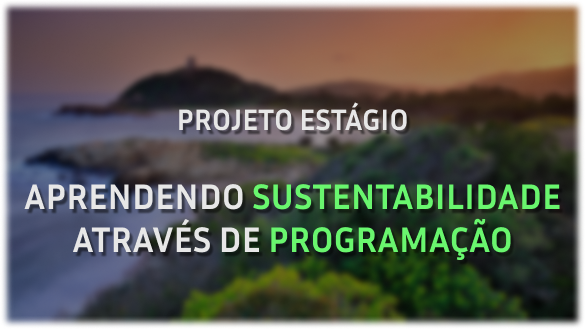 PROJETO ESTÁGIO
APRENDENDO SUSTENTABILIDADE
ATRAVÉS DE PROGRAMAÇÃO